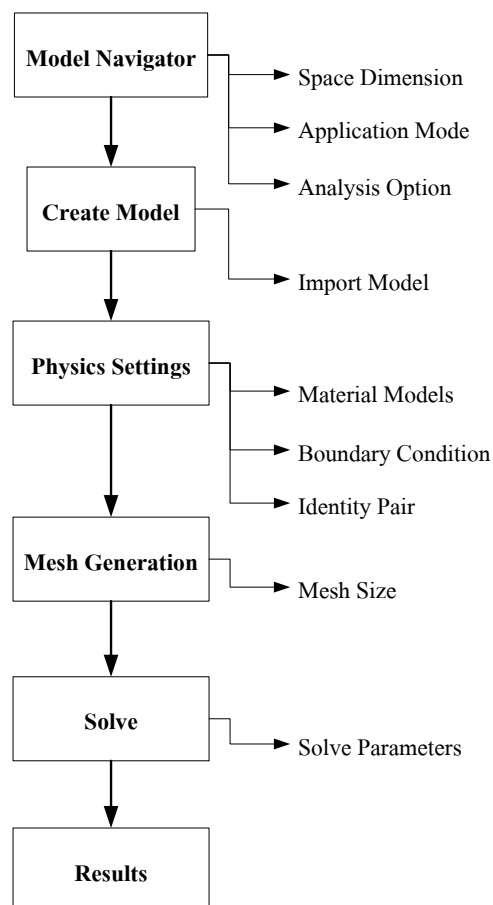 Model Navigator
Space Dimension
Application Mode
Analysis Option
Create Model
Import Model
Physics Settings
Material Models
Boundary Condition
Identity Pair
Mesh Generation
Mesh Size
Solve
Solve Parameters
Results